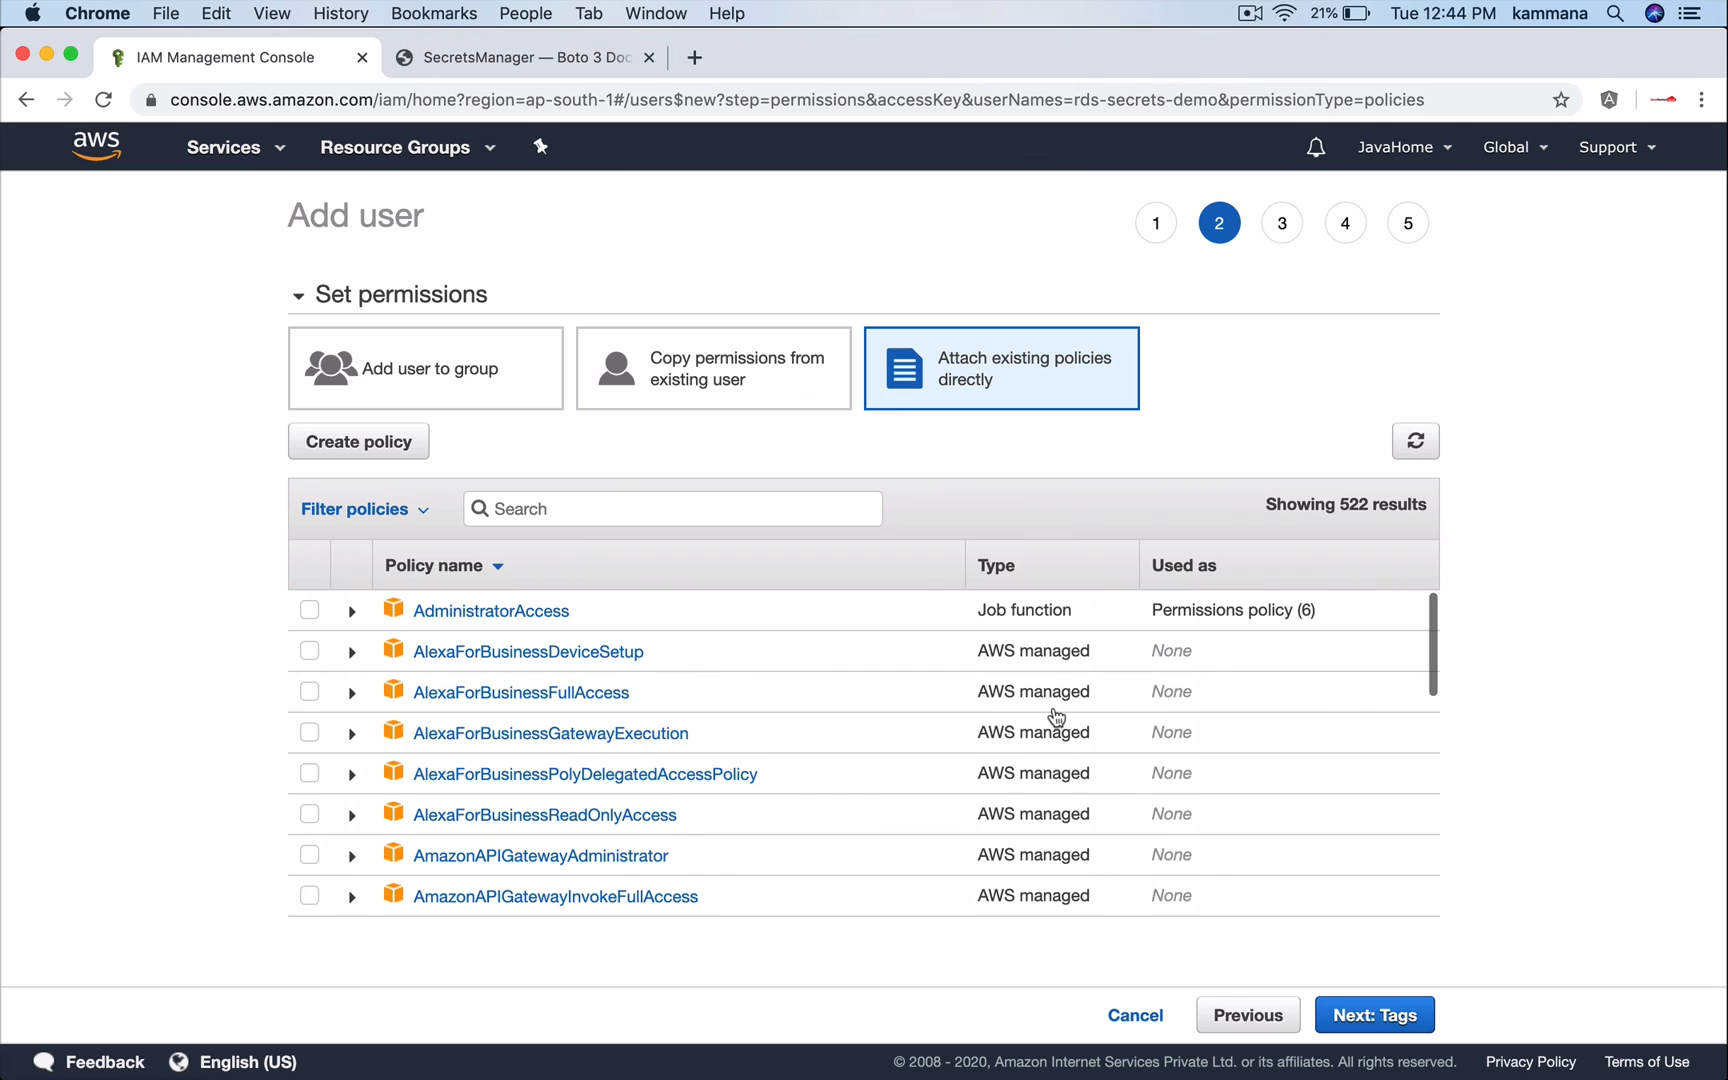 Chrome File Edit View History Bookmarks People Tab Window Help 21% Tue 12:44 PM kammana
IAM Management Console SecretsManager — Boto 3 Doc
console.aws.amazon.com/iam/home?region=ap-south-1#/users$new?step=permissions&accessKey&userNames=rds-secrets-demo&permissionType=policies
aws Services Resource Groups JavaHome Global Support
Add user 1 2 3 4 5
Set permissions
Add user to group
Copy permissions from
existing user
Attach existing policies
directly
Create policy
Filter policies Search Showing 522 results
Policy name Type Used as
AdministratorAccess Job function Permissions policy (6)
AlexaForBusinessDeviceSetup AWS managed None
AlexaForBusinessFullAccess AWS managed None
AlexaForBusinessGatewayExecution AWS managed None
AlexaForBusinessPolyDelegatedAccessPolicy AWS managed None
AlexaForBusinessReadOnlyAccess AWS managed None
AmazonAPIGatewayAdministrator AWS managed None
AmazonAPIGatewayInvokeFullAccess AWS managed None
Cancel Previous Next: Tags
Feedback English (US) © 2008 - 2020, Amazon Internet Services Private Ltd. or its affiliates. All rights reserved. Privacy Policy Terms of Use